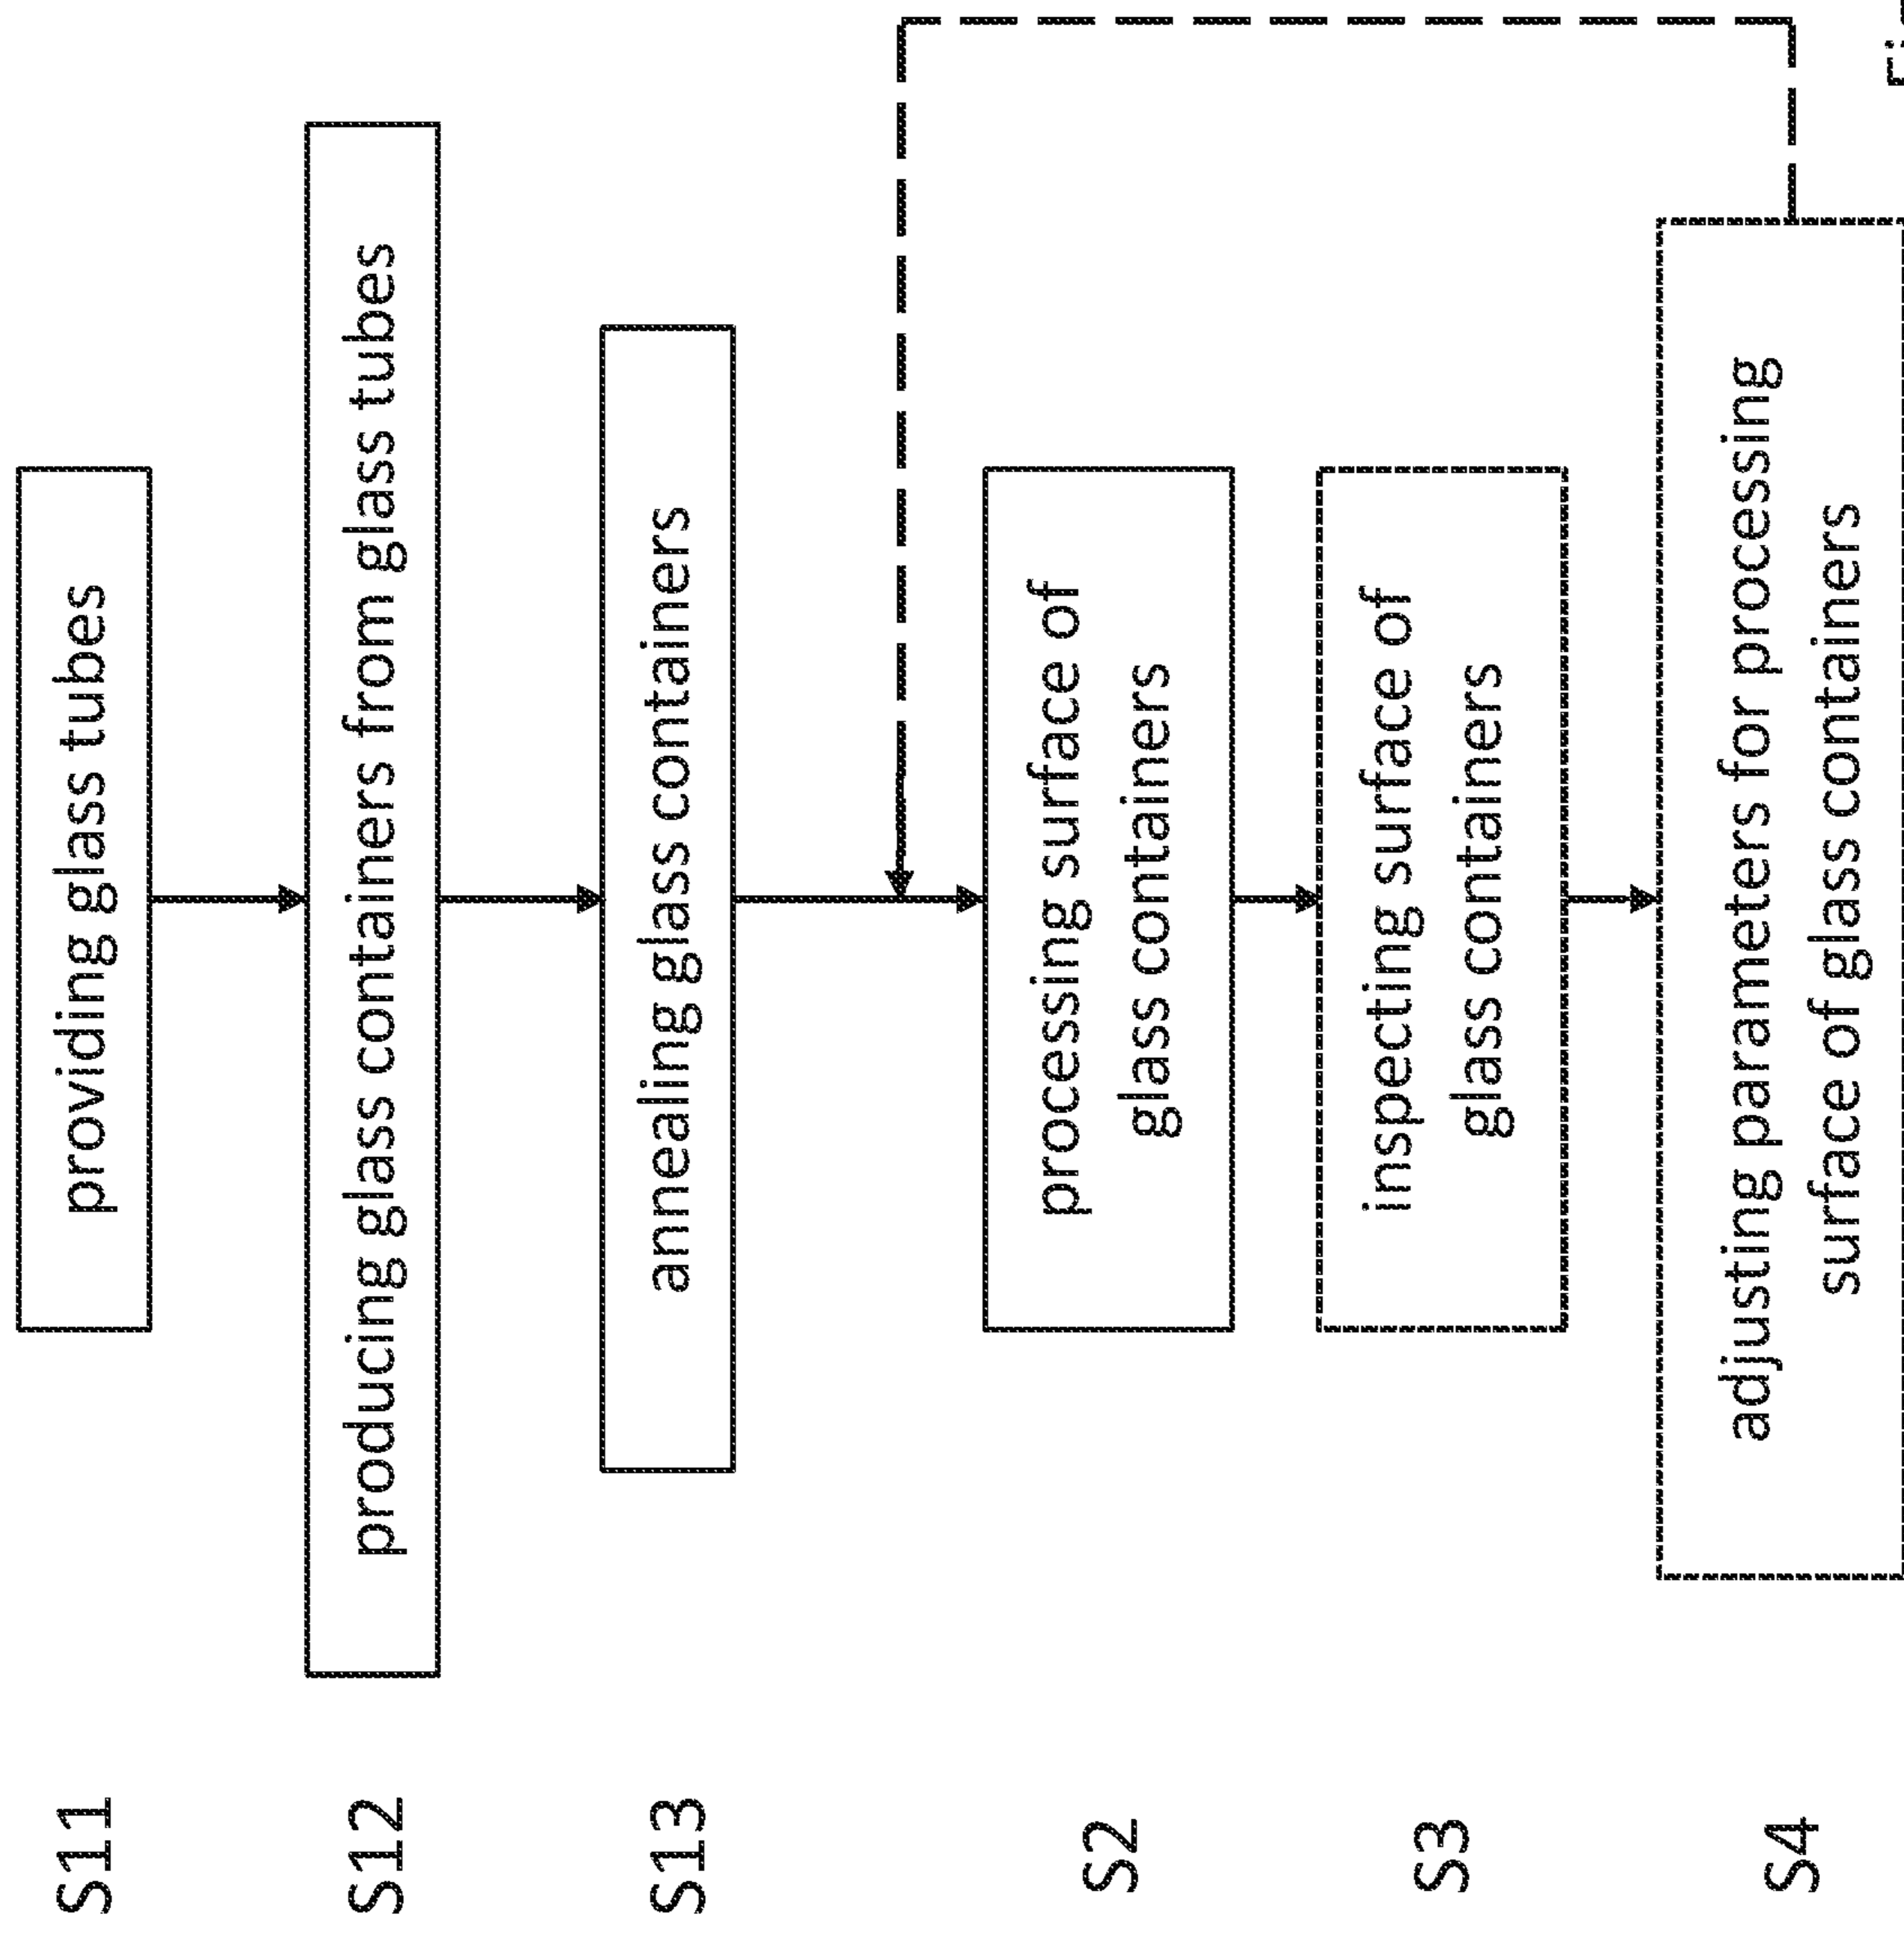 S11
providing glass tubes
S12
producing glass containers from glass tubes
S13
annealing glass containers
S2
processing surface of
glass containers
S3
inspecting surface of
glass containers
S4
adjusting parameters for processing
surface of glass containers